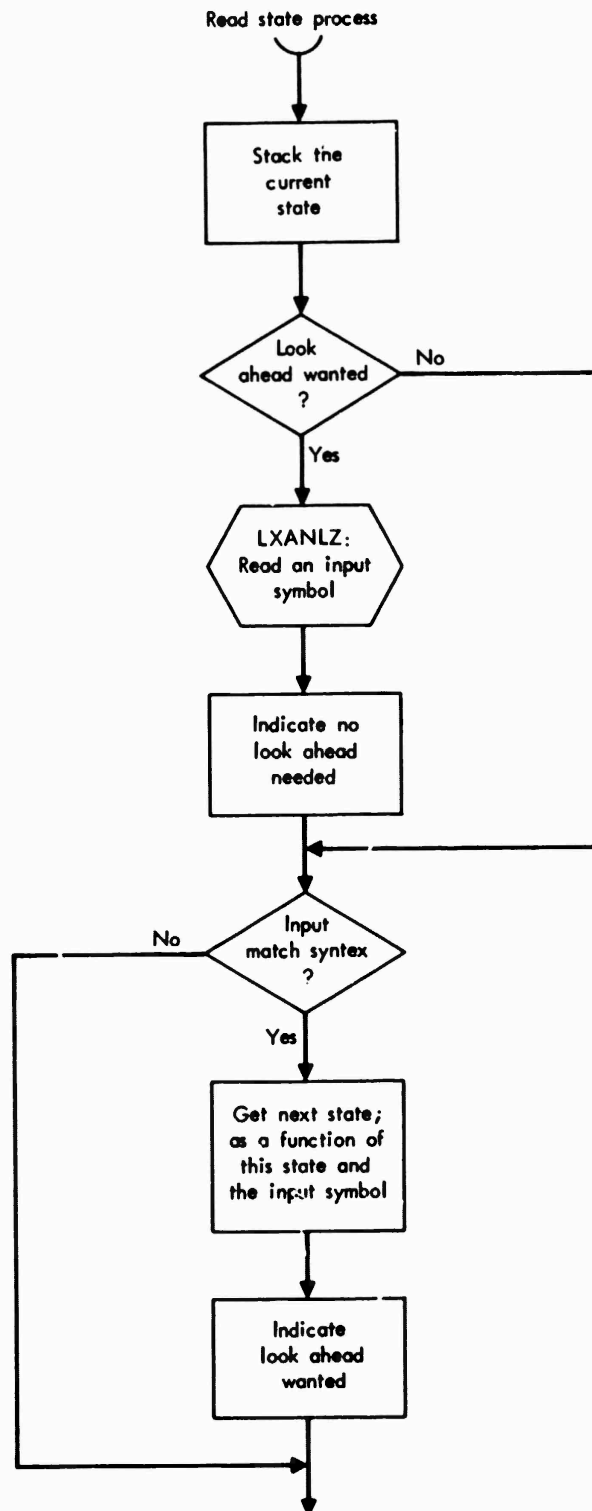 Read state process
Stack the
current
state
Look
ahead wanted
?
No
Yes
LXANLZ:
Read an input
symbol
Indicate no
look ahead
needed
Input
match syntex
?
No
Yes
Get next state;
as a function of
this state and
the input symbol
Indicate
look ahead
wanted